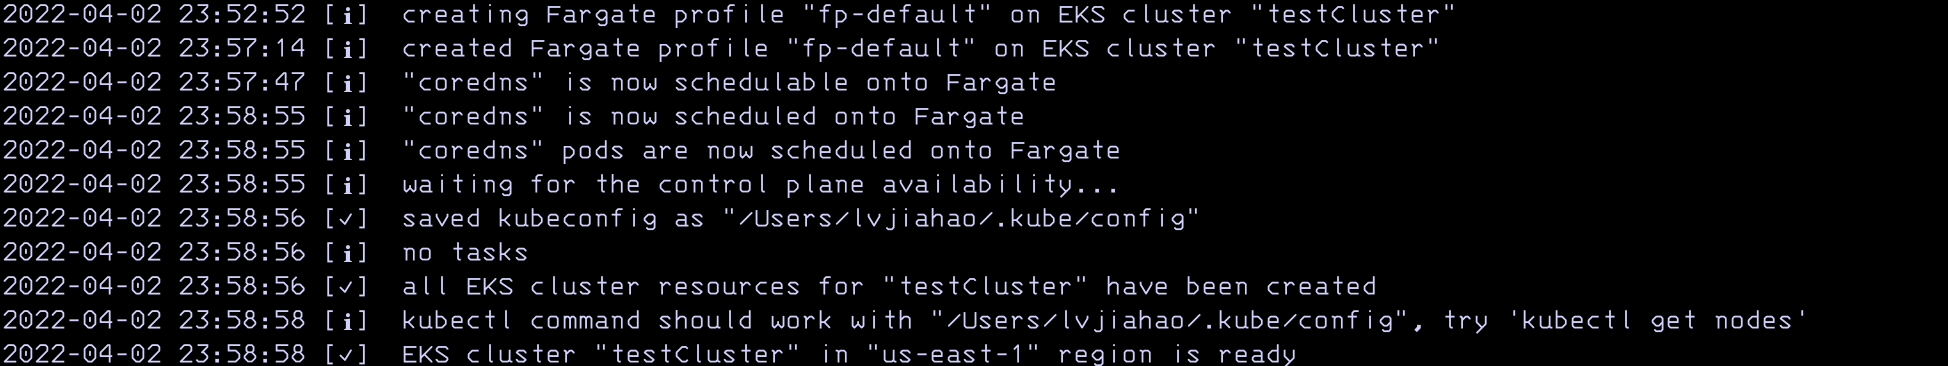 2022-04-02 23:52:52 [ℹ]  creating Fargate profile "fp-default" on EKS cluster "testCluster"
2022-04-02 23:57:14 [ℹ]  created Fargate profile "fp-default" on EKS cluster "testCluster"
2022-04-02 23:57:47 [ℹ]  "coredns" is now schedulable onto Fargate
2022-04-02 23:58:55 [ℹ]  "coredns" is now scheduled onto Fargate
2022-04-02 23:58:55 [ℹ]  "coredns" pods are now scheduled onto Fargate
2022-04-02 23:58:55 [ℹ]  waiting for the control plane availability...
2022-04-02 23:58:56 [✓]  saved kubeconfig as "/Users/lvjiahao/.kube/config"
2022-04-02 23:58:56 [ℹ]  no tasks
2022-04-02 23:58:56 [✓]  all EKS cluster resources for "testCluster" have been created
2022-04-02 23:58:58 [ℹ]  kubectl command should work with "/Users/lvjiahao/.kube/config", try 'kubectl get nodes'
2022-04-02 23:58:58 [✓]  EKS cluster "testCluster" in "us-east-1" region is ready